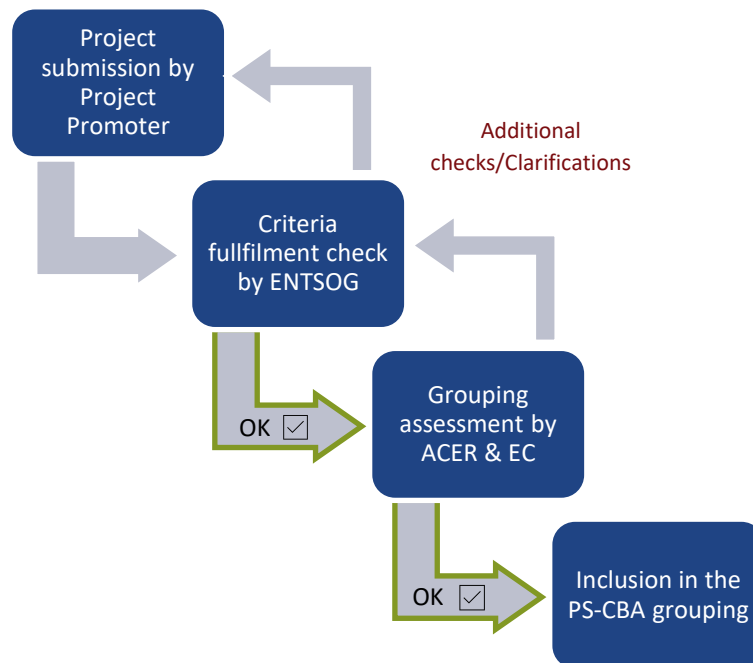 Project
submission by
Project
Promoter
Additional
checks/Clarifications
Criteria
fullfilment check
by ENTSOG
OK
Grouping
assessment by
ACER & EC
OK
Inclusion in the
PS-CBA grouping